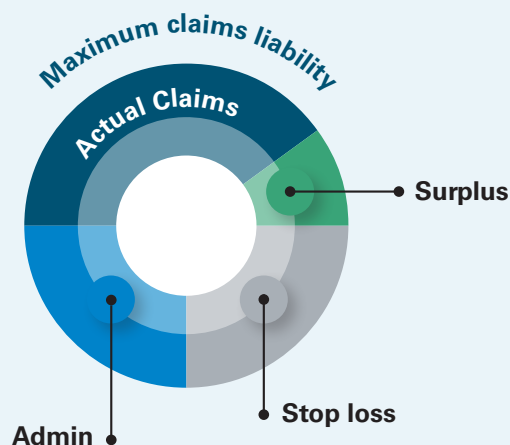 Maximum claims liability
Actual Claims
Surplus
Stop loss
Admin